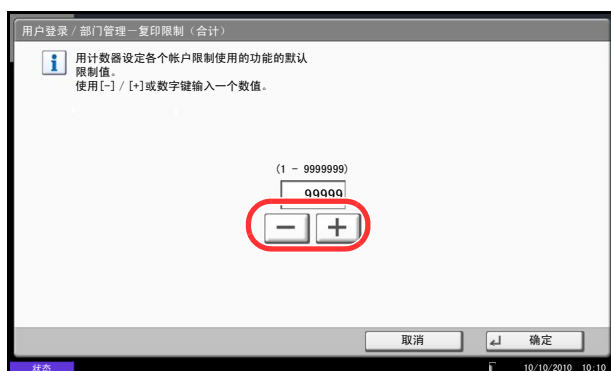 用户登录 / 部门管理－复印限制（合计）
用计数器设定各个帐户限制使用的功能的默认
限制值。
使用[-] / [+]或数字键输入一个数值。
(1 - 9999999)
99999
取消
确定
状态
10/10/2010 10:10